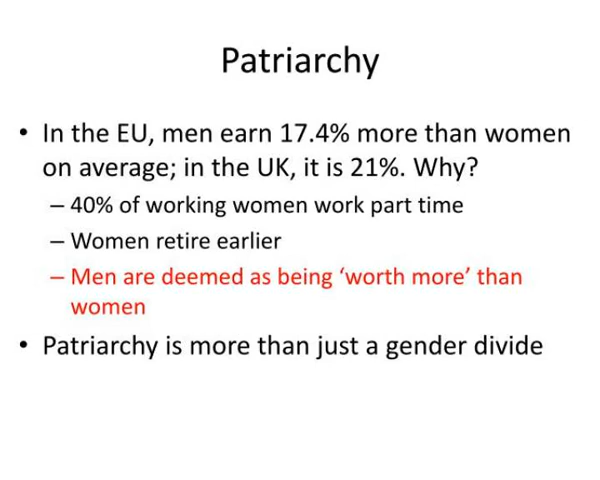 Patriarchy
• In the EU, men earn 17.4% more than women
on average; in the UK, it is 21%. Why?
– 40% of working women work part time
– Women retire earlier
– Men are deemed as being ‘worth more’ than
women
• Patriarchy is more than just a gender divide